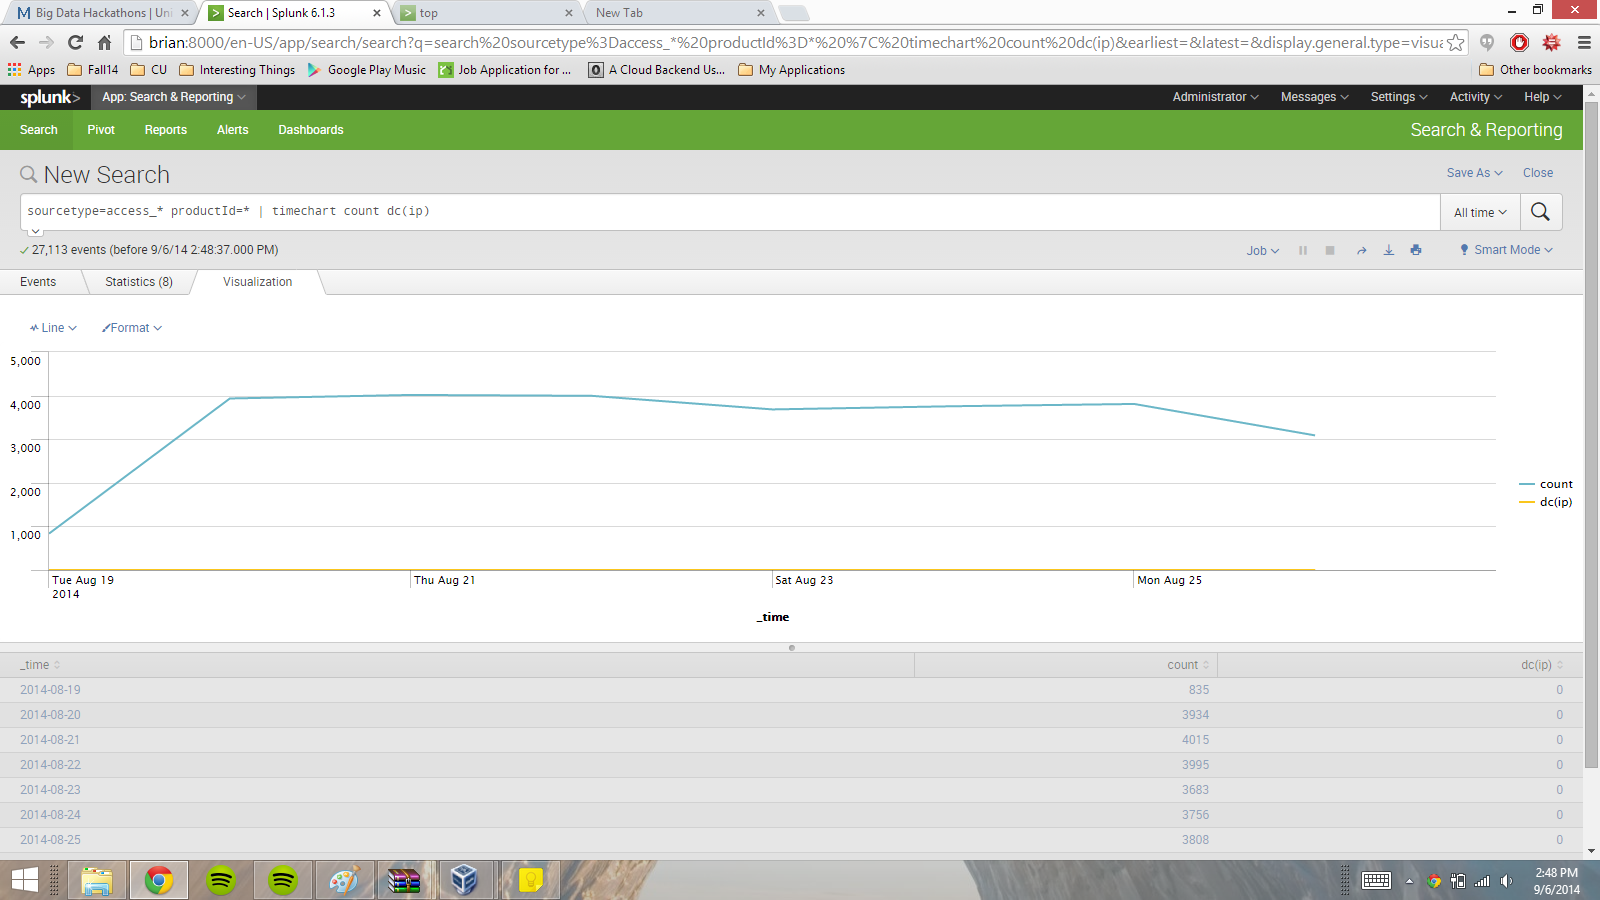 Big Data Hackathons | Uni
Search | Splunk 6.1.3
top
New Tab
brian:8000/en-US/app/search/search?q=search%20sourcetype%3Daccess_*%20productId%3D*%20%7C%20timechart%20count%20dc(ip)&earliest=&latest=&display.general.type=visua
Apps
Fall14
CU
Interesting Things
Google Play Music
Job Application for ...
A Cloud Backend Us...
My Applications
Other bookmarks
splunk>
App: Search & Reporting
Administrator
Messages
Settings
Activity
Help
Search
Pivot
Reports
Alerts
Dashboards
Search & Reporting
New Search
Save As
Close
sourcetype=access_* productId=* | timechart count dc(ip)
All time
27,113 events (before 9/6/14 2:48:37.000 PM)
Job
Smart Mode
Events
Statistics (8)
Visualization
Line
Format
5,000
4,000
3,000
2,000
1,000
count
dc(ip)
Tue Aug 19
2014
Thu Aug 21
Sat Aug 23
Mon Aug 25
_time
_time count dc(ip)
2014-08-19 835 0
2014-08-20 3934 0
2014-08-21 4015 0
2014-08-22 3995 0
2014-08-23 3683 0
2014-08-24 3756 0
2014-08-25 3808 0
2:48 PM
9/6/2014